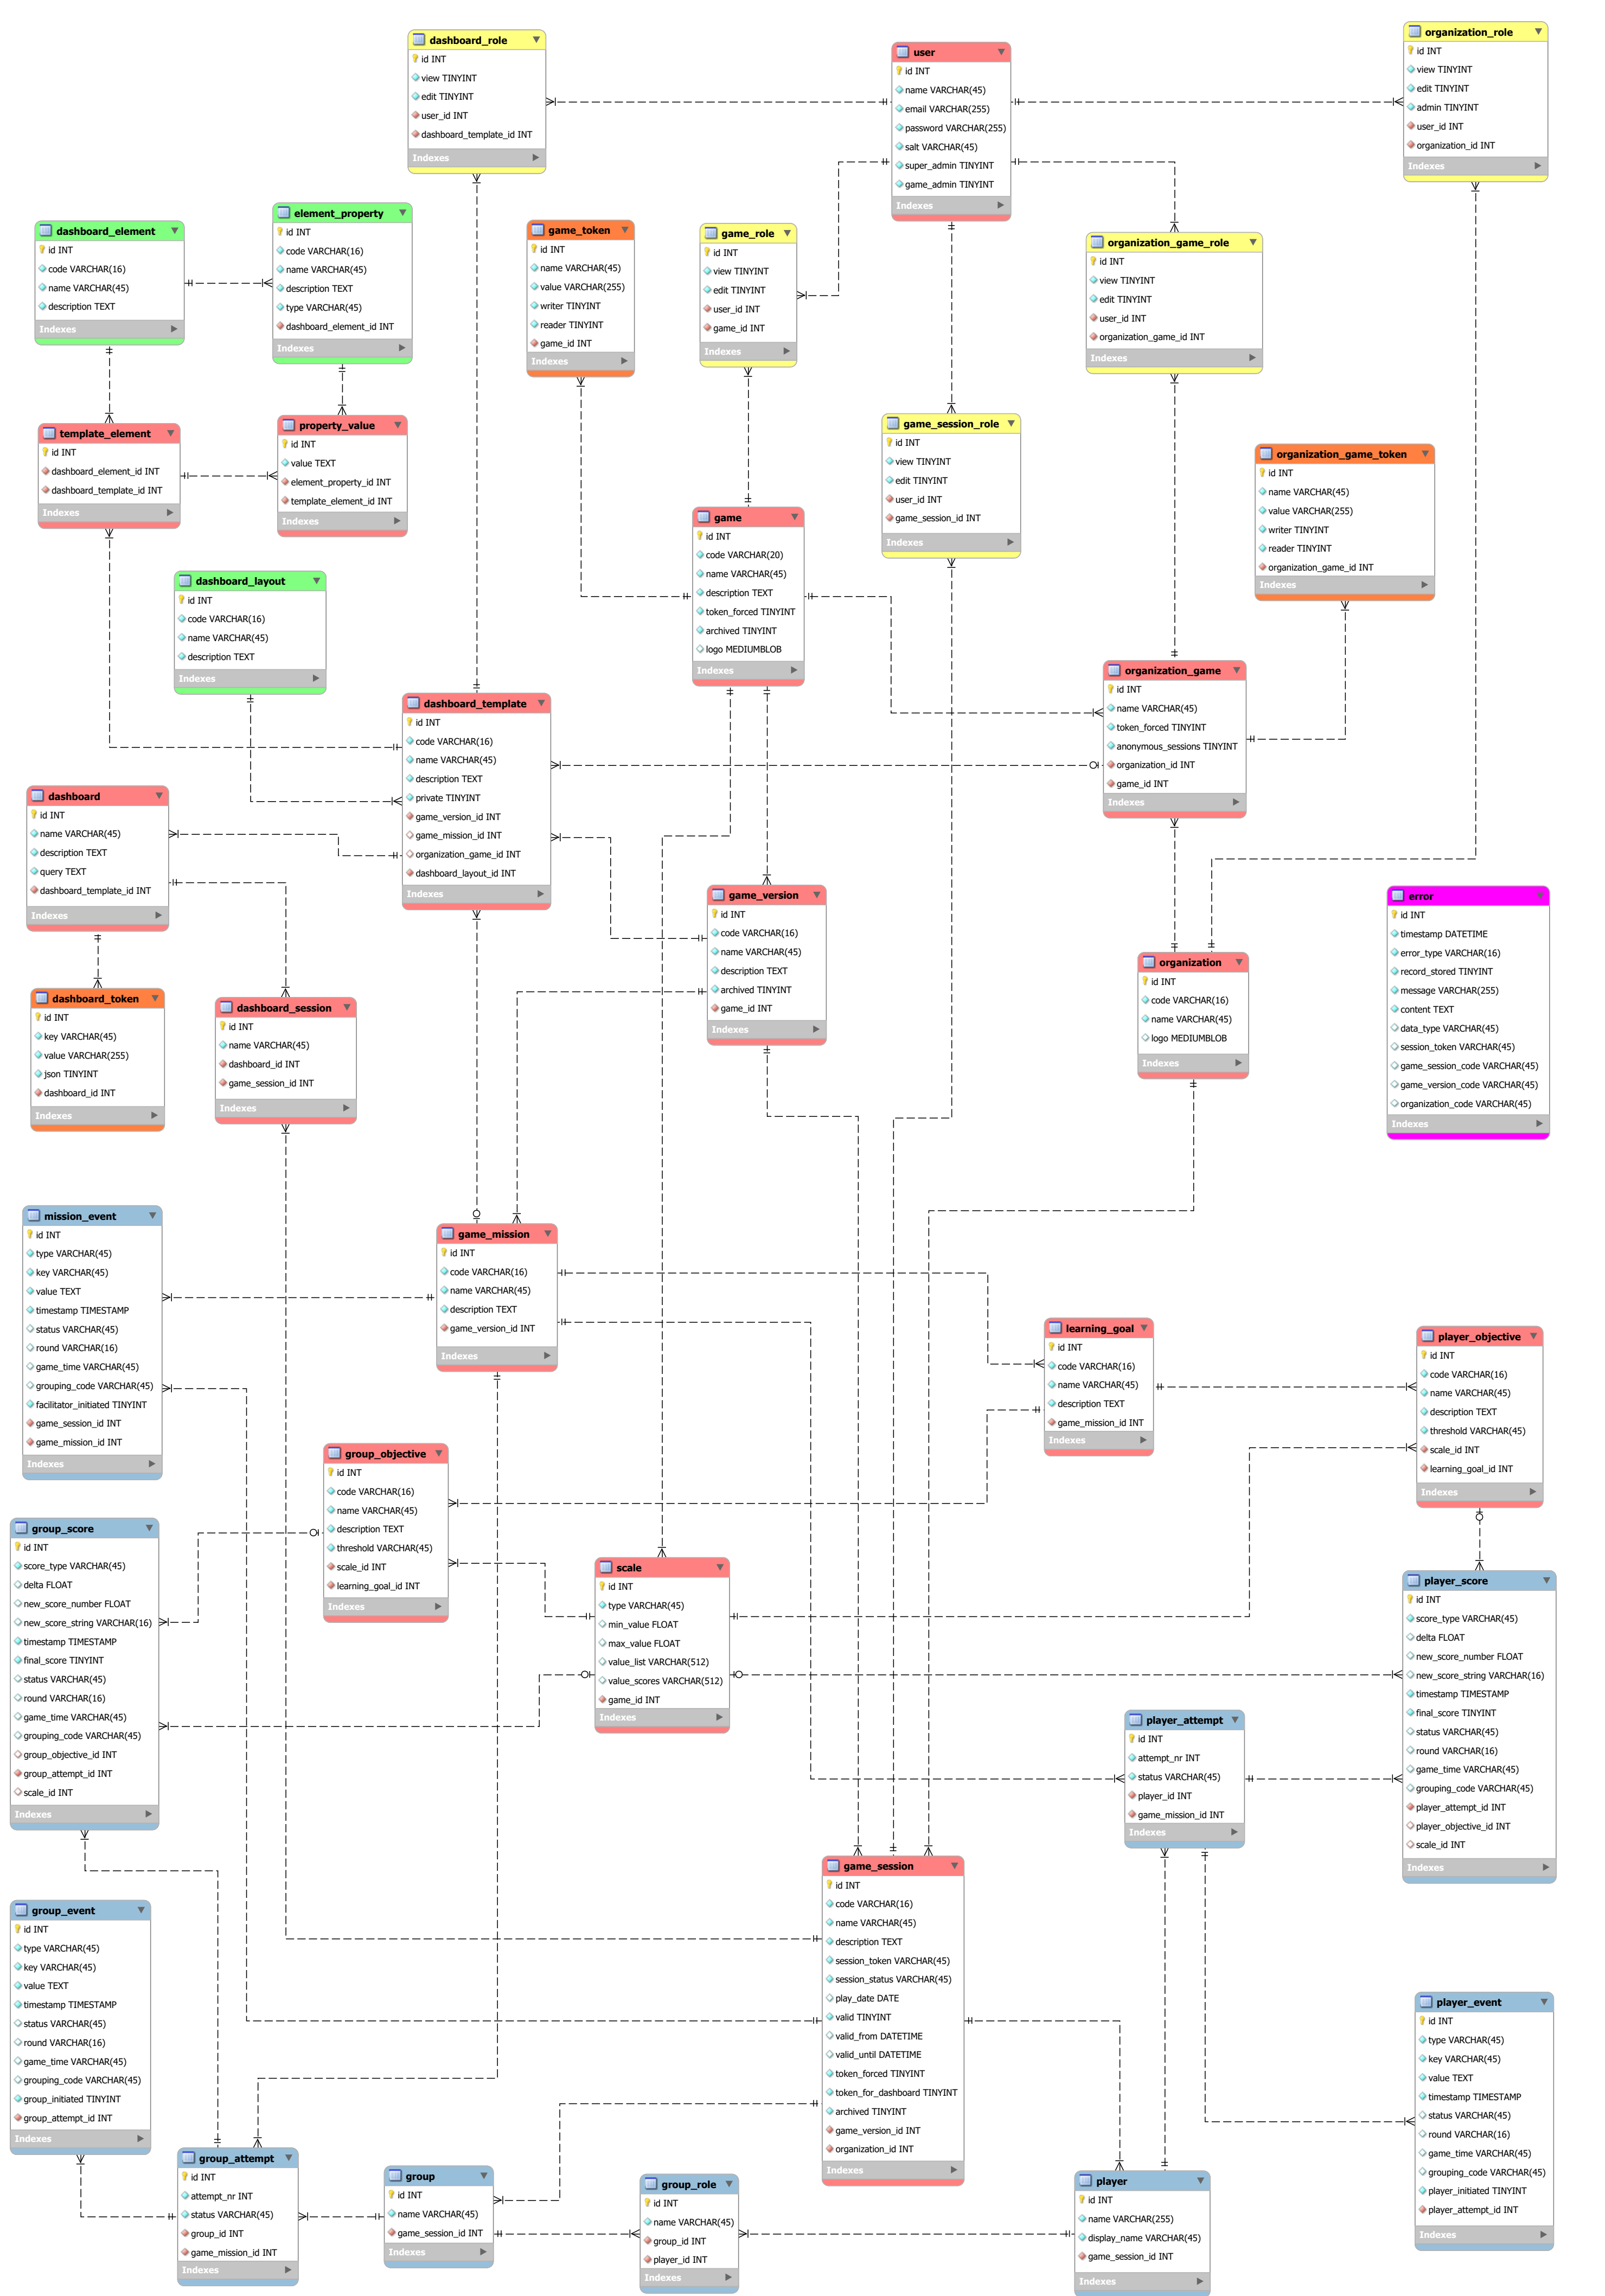 dashboard_role
id INT
view TINYINT
edit TINYINT
user_id INT
dashboard_template_id INT
Indexes
user
id INT
name VARCHAR(45)
email VARCHAR(255)
password VARCHAR(255)
salt VARCHAR(45)
super_admin TINYINT
game_admin TINYINT
Indexes
organization_role
id INT
view TINYINT
edit TINYINT
admin TINYINT
user_id INT
organization_id INT
Indexes
dashboard_element
id INT
code VARCHAR(16)
name VARCHAR(45)
description TEXT
Indexes
element_property
id INT
code VARCHAR(16)
name VARCHAR(45)
description TEXT
type VARCHAR(45)
dashboard_element_id INT
Indexes
game_token
id INT
name VARCHAR(45)
value VARCHAR(255)
writer TINYINT
reader TINYINT
game_id INT
Indexes
game_role
id INT
view TINYINT
edit TINYINT
user_id INT
game_id INT
Indexes
organization_game_role
id INT
view TINYINT
edit TINYINT
user_id INT
organization_game_id INT
Indexes
template_element
id INT
dashboard_element_id INT
dashboard_template_id INT
Indexes
property_value
id INT
value TEXT
element_property_id INT
template_element_id INT
Indexes
game_session_role
id INT
view TINYINT
edit TINYINT
user_id INT
game_session_id INT
Indexes
organization_game_token
id INT
name VARCHAR(45)
value VARCHAR(255)
writer TINYINT
reader TINYINT
organization_game_id INT
Indexes
game
id INT
code VARCHAR(20)
name VARCHAR(45)
description TEXT
token_forced TINYINT
archived TINYINT
logo MEDIUMBLOB
Indexes
dashboard_layout
id INT
code VARCHAR(16)
name VARCHAR(45)
description TEXT
Indexes
dashboard_template
id INT
code VARCHAR(16)
name VARCHAR(45)
description TEXT
private TINYINT
game_version_id INT
game_mission_id INT
organization_game_id INT
dashboard_layout_id INT
Indexes
organization_game
id INT
name VARCHAR(45)
token_forced TINYINT
anonymous_sessions TINYINT
organization_id INT
game_id INT
Indexes
dashboard
id INT
name VARCHAR(45)
description TEXT
query TEXT
dashboard_template_id INT
Indexes
game_version
id INT
code VARCHAR(16)
name VARCHAR(45)
description TEXT
archived TINYINT
game_id INT
Indexes
error
id INT
timestamp DATETIME
error_type VARCHAR(16)
record_stored TINYINT
message VARCHAR(255)
content TEXT
data_type VARCHAR(45)
session_token VARCHAR(45)
game_session_code VARCHAR(45)
game_version_code VARCHAR(45)
organization_code VARCHAR(45)
Indexes
organization
id INT
code VARCHAR(16)
name VARCHAR(45)
logo MEDIUMBLOB
Indexes
dashboard_token
id INT
key VARCHAR(45)
value VARCHAR(255)
json TINYINT
dashboard_id INT
Indexes
dashboard_session
id INT
name VARCHAR(45)
dashboard_id INT
game_session_id INT
Indexes
mission_event
id INT
type VARCHAR(45)
key VARCHAR(45)
value TEXT
timestamp TIMESTAMP
status VARCHAR(45)
round VARCHAR(16)
game_time VARCHAR(45)
grouping_code VARCHAR(45)
facilitator_initiated TINYINT
game_session_id INT
game_mission_id INT
Indexes
game_mission
id INT
code VARCHAR(16)
name VARCHAR(45)
description TEXT
game_version_id INT
Indexes
learning_goal
id INT
code VARCHAR(16)
name VARCHAR(45)
description TEXT
game_mission_id INT
Indexes
player_objective
id INT
code VARCHAR(16)
name VARCHAR(45)
description TEXT
threshold VARCHAR(45)
scale_id INT
learning_goal_id INT
Indexes
group_objective
id INT
code VARCHAR(16)
name VARCHAR(45)
description TEXT
threshold VARCHAR(45)
scale_id INT
learning_goal_id INT
Indexes
group_score
id INT
score_type VARCHAR(45)
delta FLOAT
new_score_number FLOAT
new_score_string VARCHAR(16)
timestamp TIMESTAMP
final_score TINYINT
status VARCHAR(45)
round VARCHAR(16)
game_time VARCHAR(45)
grouping_code VARCHAR(45)
group_objective_id INT
group_attempt_id INT
scale_id INT
Indexes
scale
id INT
type VARCHAR(45)
min_value FLOAT
max_value FLOAT
value_list VARCHAR(512)
value_scores VARCHAR(512)
game_id INT
Indexes
player_score
id INT
score_type VARCHAR(45)
delta FLOAT
new_score_number FLOAT
new_score_string VARCHAR(16)
timestamp TIMESTAMP
final_score TINYINT
status VARCHAR(45)
round VARCHAR(16)
game_time VARCHAR(45)
grouping_code VARCHAR(45)
player_attempt_id INT
player_objective_id INT
scale_id INT
Indexes
player_attempt
id INT
attempt_nr INT
status VARCHAR(45)
player_id INT
game_mission_id INT
Indexes
game_session
id INT
code VARCHAR(16)
name VARCHAR(45)
description TEXT
session_token VARCHAR(45)
session_status VARCHAR(45)
play_date DATE
valid TINYINT
valid_from DATETIME
valid_until DATETIME
token_forced TINYINT
token_for_dashboard TINYINT
archived TINYINT
game_version_id INT
organization_id INT
Indexes
group_event
id INT
type VARCHAR(45)
key VARCHAR(45)
value TEXT
timestamp TIMESTAMP
status VARCHAR(45)
round VARCHAR(16)
game_time VARCHAR(45)
grouping_code VARCHAR(45)
group_initiated TINYINT
group_attempt_id INT
Indexes
player_event
id INT
type VARCHAR(45)
key VARCHAR(45)
value TEXT
timestamp TIMESTAMP
status VARCHAR(45)
round VARCHAR(16)
game_time VARCHAR(45)
grouping_code VARCHAR(45)
player_initiated TINYINT
player_attempt_id INT
Indexes
group_attempt
id INT
attempt_nr INT
status VARCHAR(45)
group_id INT
game_mission_id INT
Indexes
group
id INT
name VARCHAR(45)
game_session_id INT
Indexes
group_role
id INT
name VARCHAR(45)
group_id INT
player_id INT
Indexes
player
id INT
name VARCHAR(255)
display_name VARCHAR(45)
game_session_id INT
Indexes